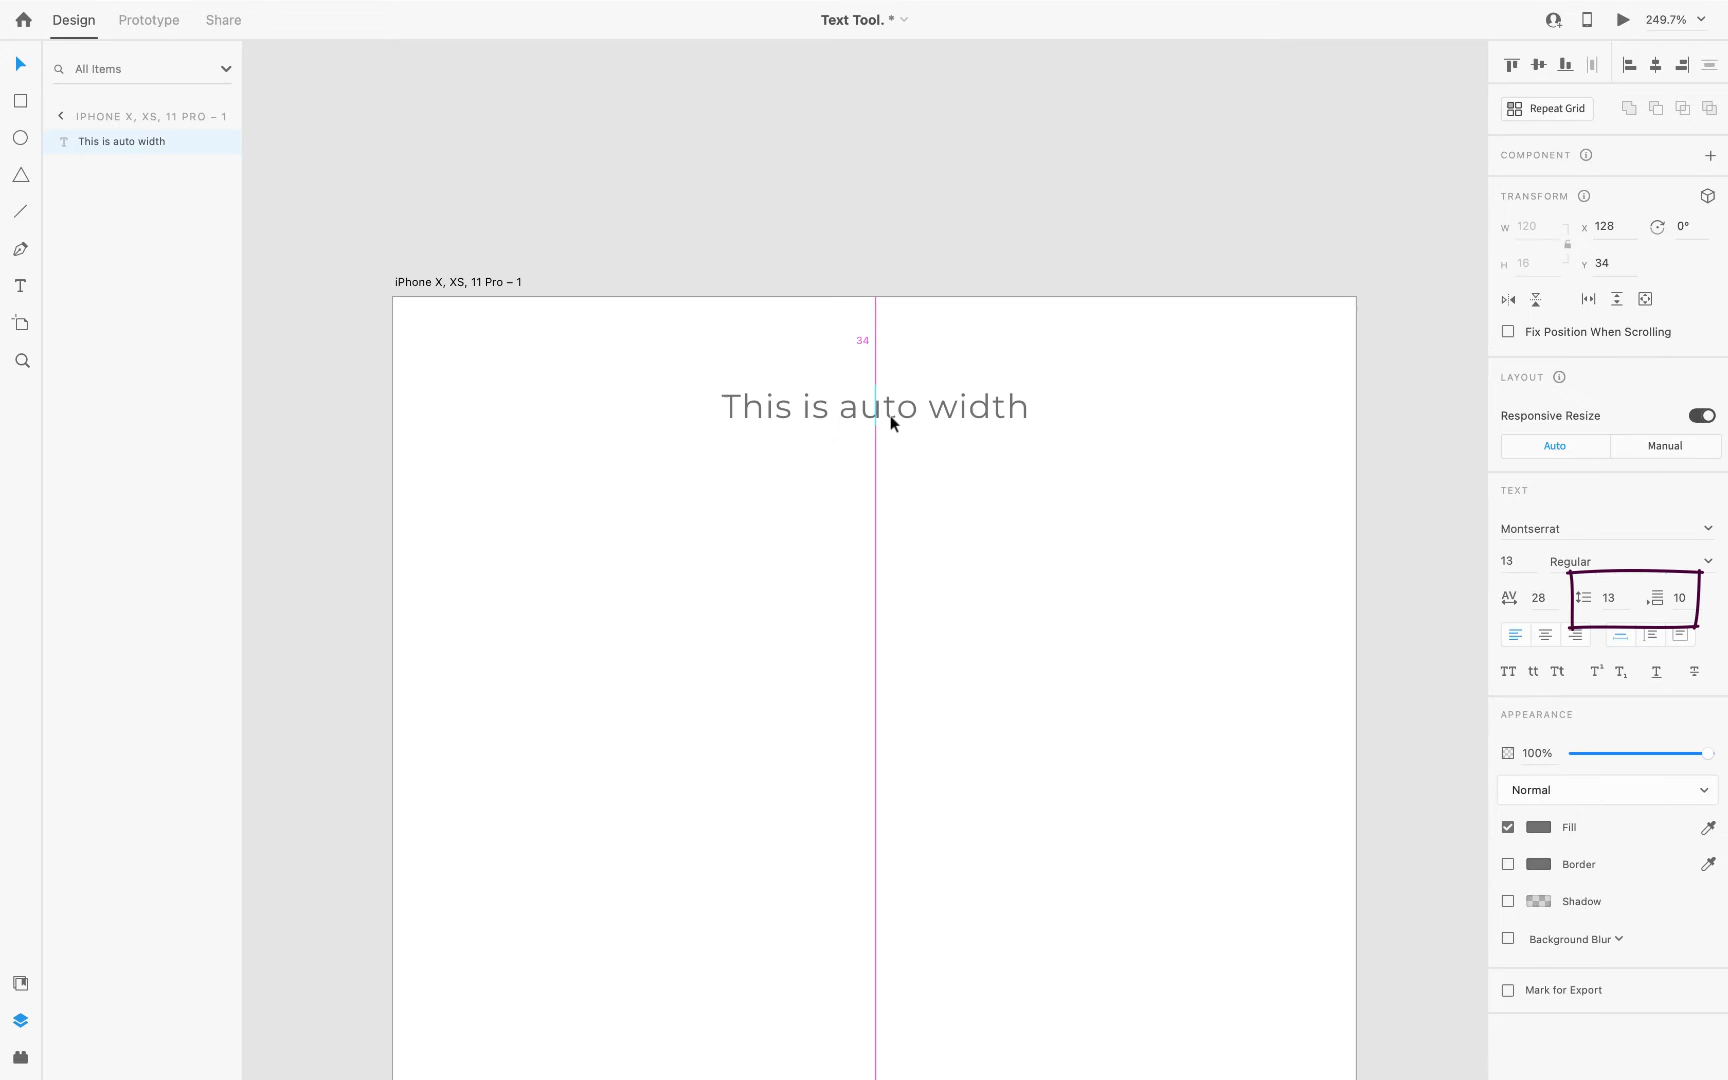 Design Prototype Share
Text Tool. *
249.7%
All Items
IPHONE X, XS, 11 PRO – 1
T This is auto width
T
iPhone X, XS, 11 Pro – 1
34
This is auto width
Repeat Grid
COMPONENT
TRANSFORM
W 120 X 128 0°
H 16 Y 34
Fix Position When Scrolling
LAYOUT
Responsive Resize
Auto Manual
TEXT
Montserrat
13 Regular
AV 28 13 10
TT tt Tt T¹ T₁ T T
APPEARANCE
100%
Normal
Fill
Border
Shadow
Background Blur
Mark for Export